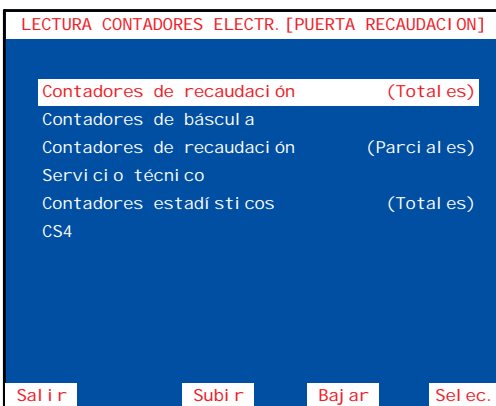 LECTURA CONTADORES ELECTR.[PUERTA RECAUDACION]
Contadores de recaudación (Totales)
Contadores de báscula
Contadores de recaudación (Parciales)
Servicio técnico
Contadores estadísticos (Totales)
CS4
Salir Subir Bajar Selec.